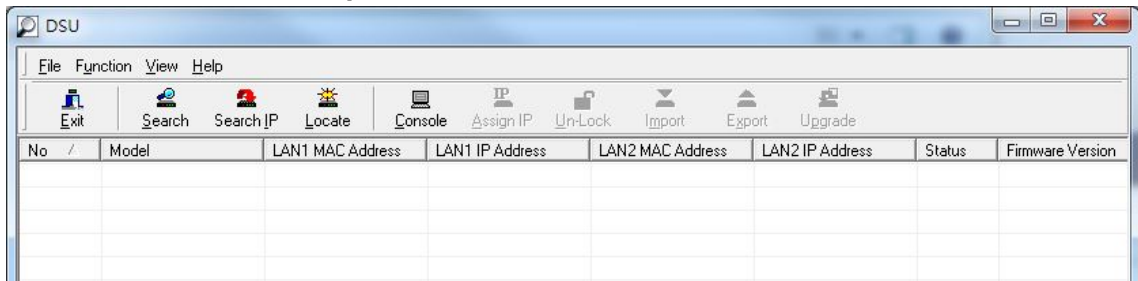 DSU
File Function View Help
Exit Search Search IP Locate Console Assign IP Un-Lock Import Export Upgrade
No Model LAN1 MAC Address LAN1 IP Address LAN2 MAC Address LAN2 IP Address Status Firmware Version